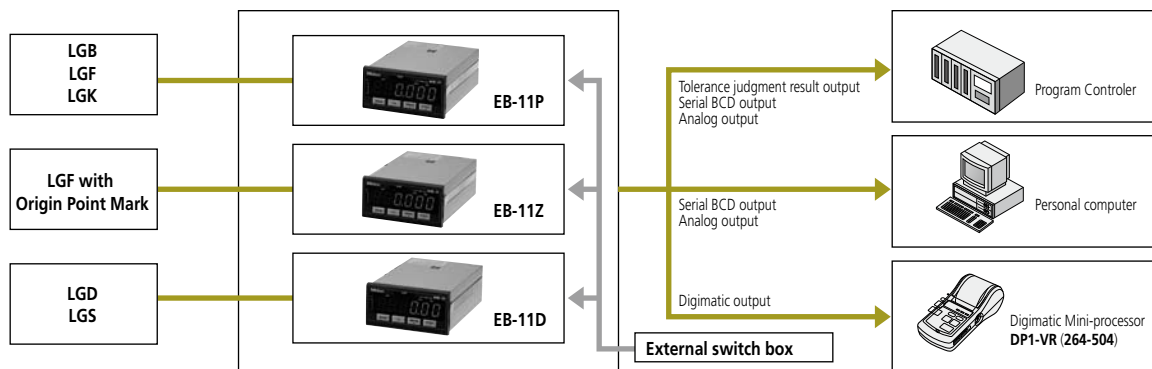 LGB
LGF
LGK
EB-11P
LGF with
Origin Point Mark
EB-11Z
LGD
LGS
EB-11D
External switch box
Tolerance judgment result output
Serial BCD output
Analog output
Program Controler
Serial BCD output
Analog output
Personal computer
Digimatic output
Digimatic Mini-processor
DP1-VR (264-504)